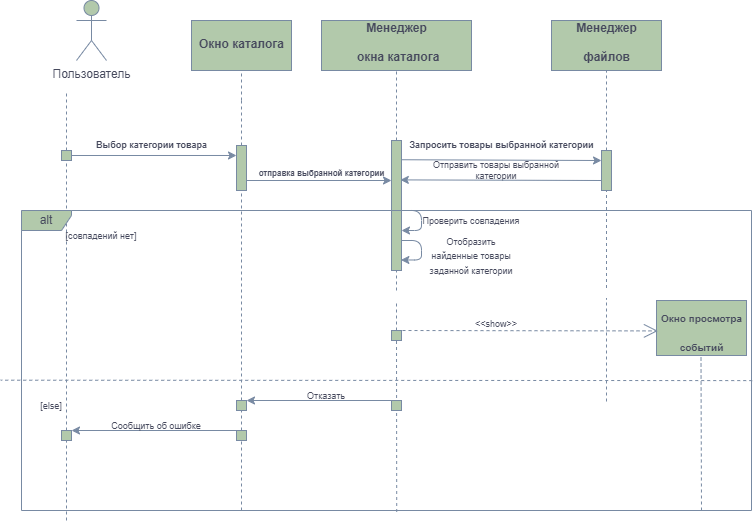 Пользователь
Окно каталога
Менеджер
окна каталога
Менеджер
файлов
Выбор категории товара
отправка выбранной категории
Запросить товары выбранной категории
Отправить товары выбранной
категории
alt
[совпадений нет]
Проверить совпадения
Отобразить
найденные товары
заданной категории
<<show>>
Окно просмотра
событий
[else]
Отказать
Сообщить об ошибке